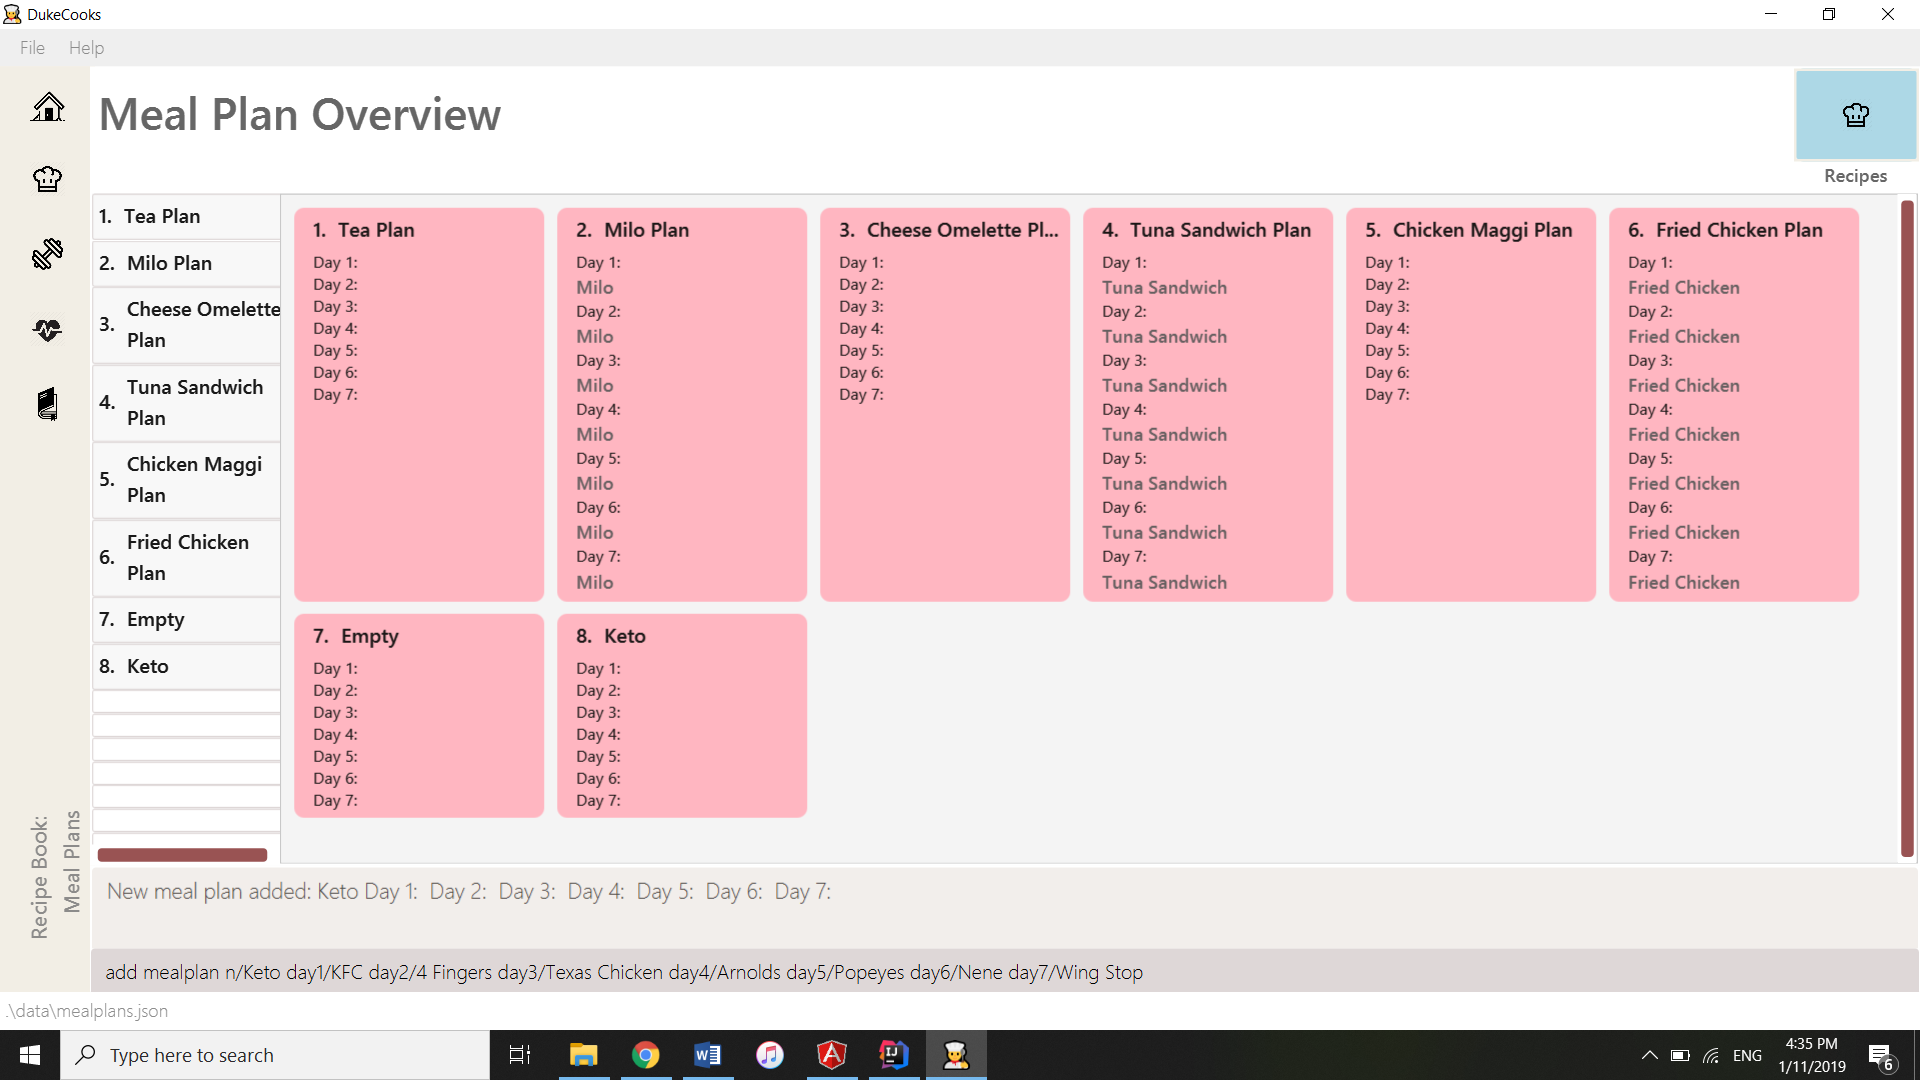 DukeCooks
File Help
Meal Plan Overview
Recipes
1. Tea Plan
2. Milo Plan
3. Cheese Omelette
Plan
4. Tuna Sandwich
Plan
5. Chicken Maggi
Plan
6. Fried Chicken
Plan
7. Empty
8. Keto
1. Tea Plan
Day 1:
Day 2:
Day 3:
Day 4:
Day 5:
Day 6:
Day 7:
2. Milo Plan
Day 1:
Milo
Day 2:
Milo
Day 3:
Milo
Day 4:
Milo
Day 5:
Milo
Day 6:
Milo
Day 7:
Milo
3. Cheese Omelette Pl...
Day 1:
Day 2:
Day 3:
Day 4:
Day 5:
Day 6:
Day 7:
4. Tuna Sandwich Plan
Day 1:
Tuna Sandwich
Day 2:
Tuna Sandwich
Day 3:
Tuna Sandwich
Day 4:
Tuna Sandwich
Day 5:
Tuna Sandwich
Day 6:
Tuna Sandwich
Day 7:
Tuna Sandwich
5. Chicken Maggi Plan
Day 1:
Day 2:
Day 3:
Day 4:
Day 5:
Day 6:
Day 7:
6. Fried Chicken Plan
Day 1:
Fried Chicken
Day 2:
Fried Chicken
Day 3:
Fried Chicken
Day 4:
Fried Chicken
Day 5:
Fried Chicken
Day 6:
Fried Chicken
Day 7:
Fried Chicken
7. Empty
Day 1:
Day 2:
Day 3:
Day 4:
Day 5:
Day 6:
Day 7:
8. Keto
Day 1:
Day 2:
Day 3:
Day 4:
Day 5:
Day 6:
Day 7:
Recipe Book:
Meal Plans
New meal plan added: Keto Day 1: Day 2: Day 3: Day 4: Day 5: Day 6: Day 7:
add mealplan n/Keto day1/KFC day2/4 Fingers day3/Texas Chicken day4/Arnolds day5/Popeyes day6/Nene day7/Wing Stop
.\data\mealplans.json
Type here to search
W
IJ
ENG
4:35 PM
1/11/2019
6